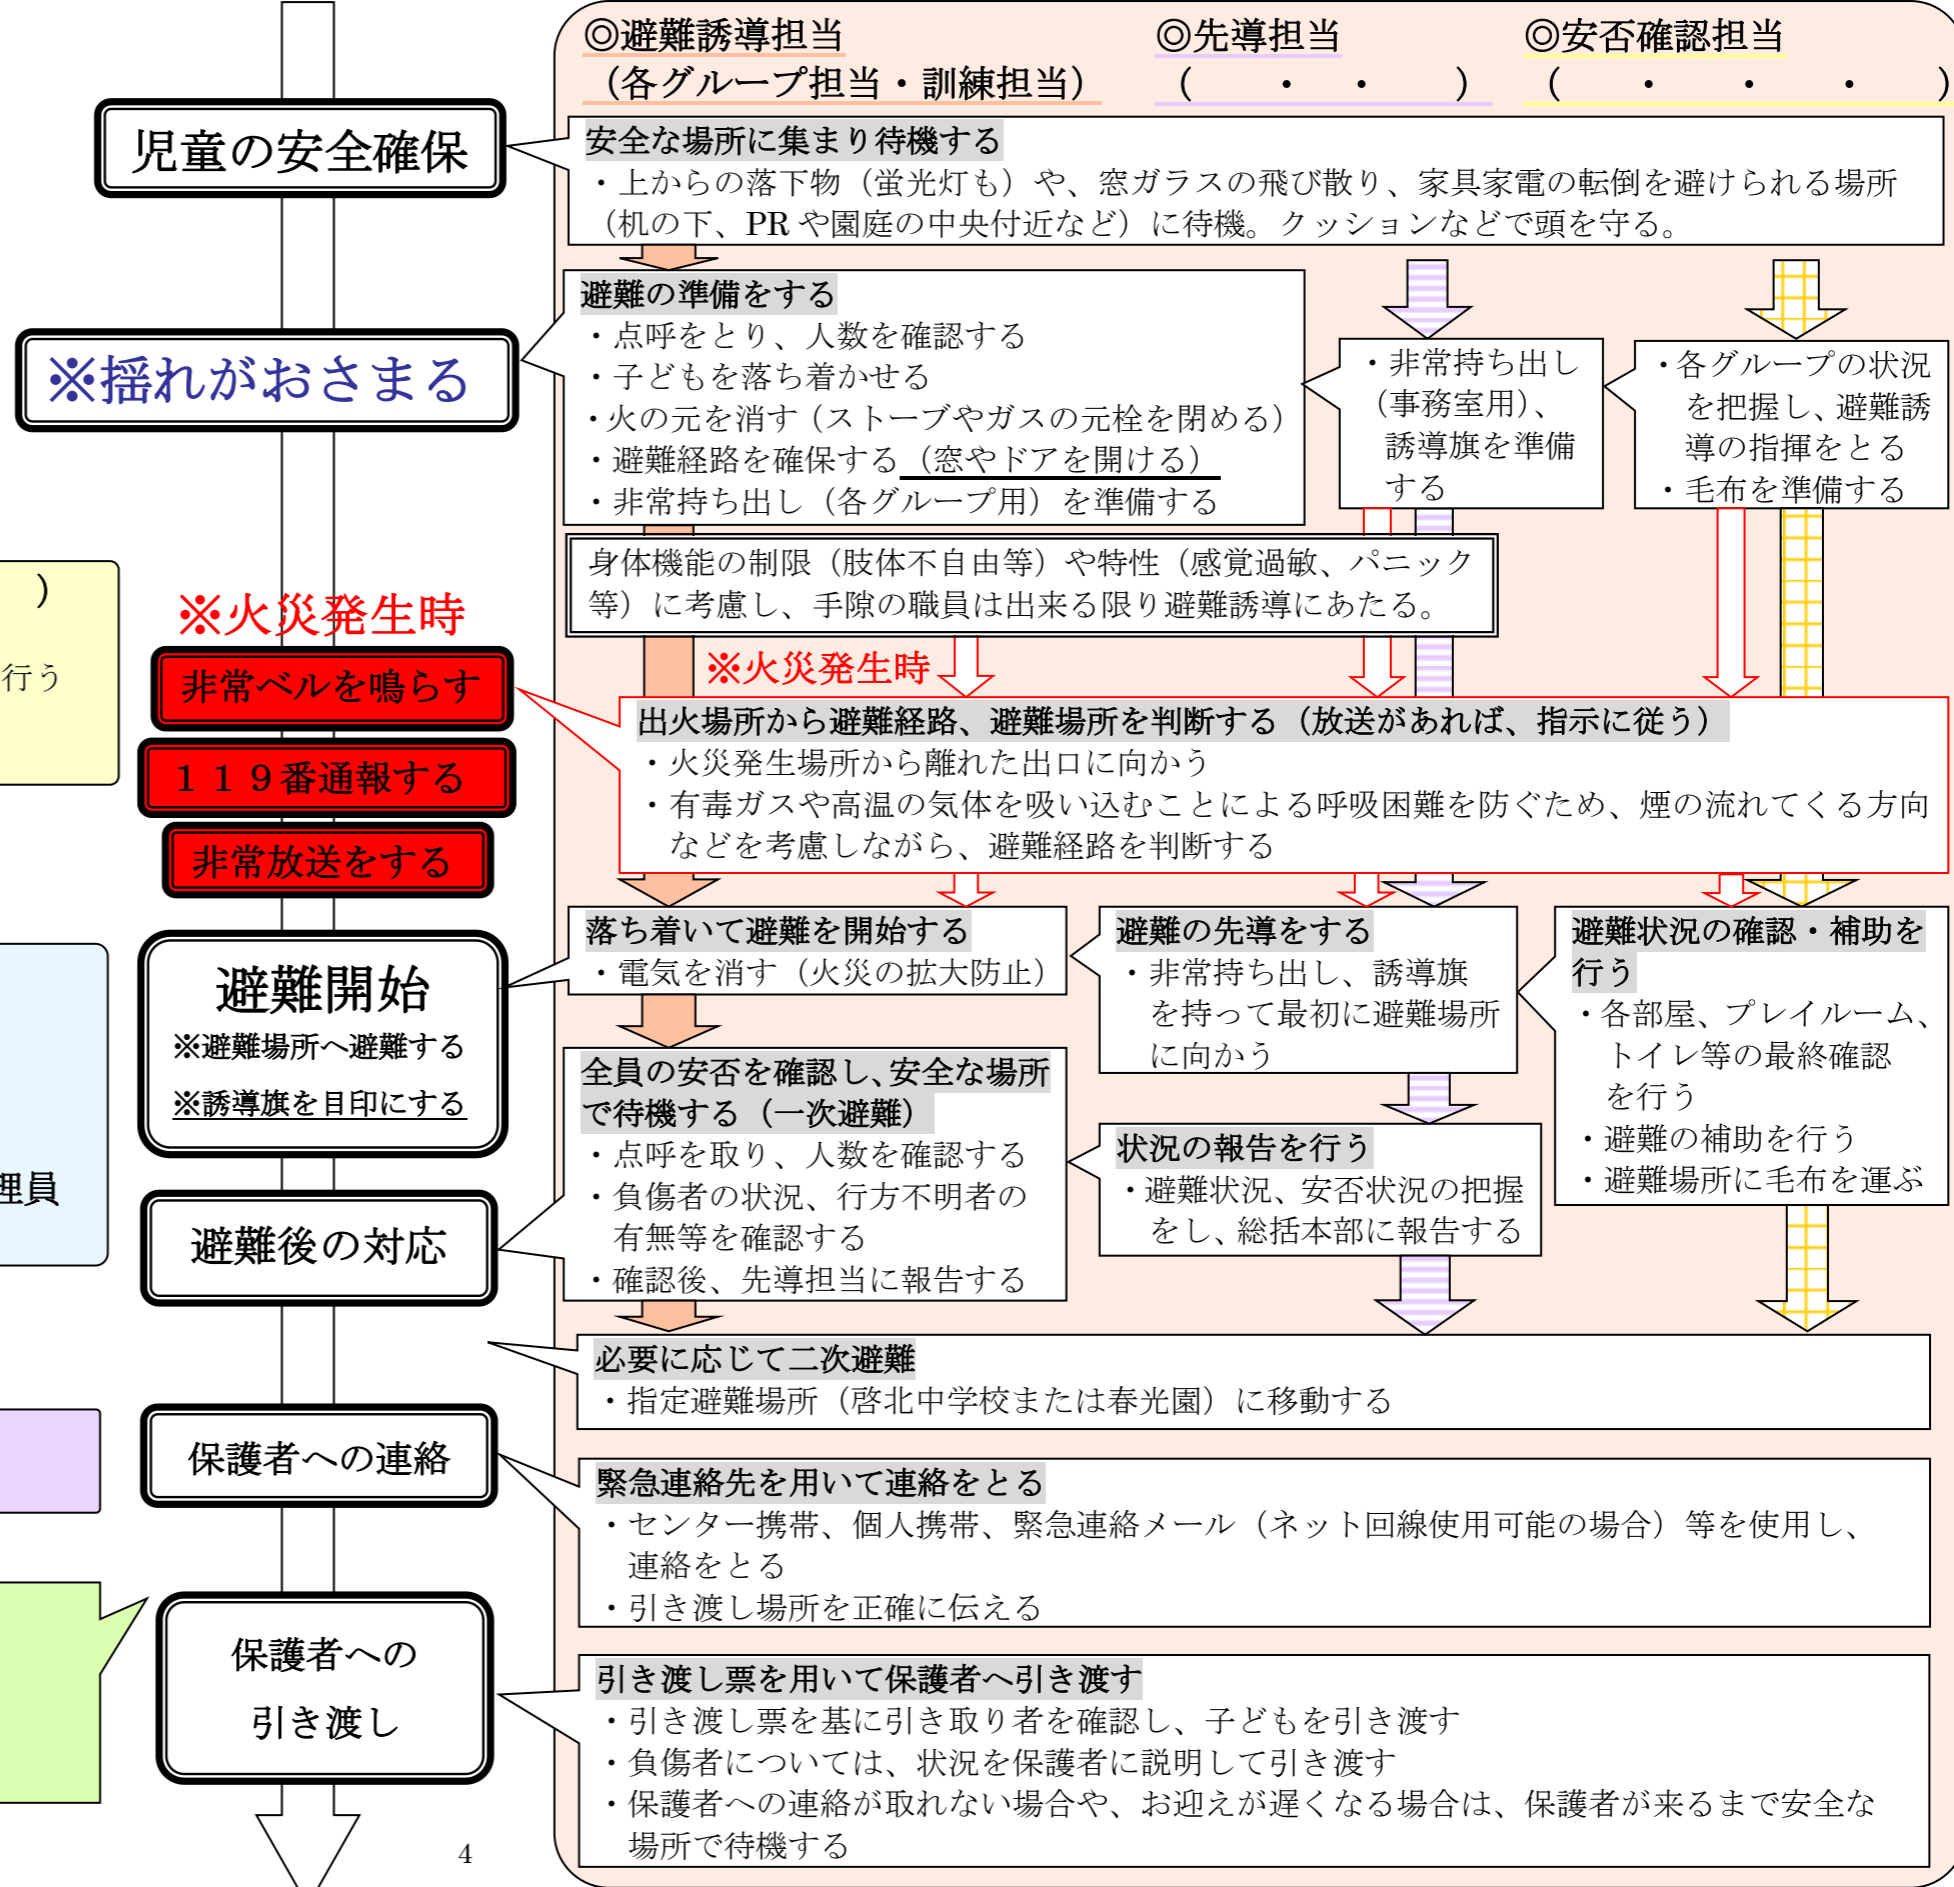 ◎避難誘導担当
（各グループ担当・訓練担当）
◎先導担当
（　・　・　）
◎安否確認担当
（　・　・　・　）
児童の安全確保
安全な場所に集まり待機する
・上からの落下物（蛍光灯も）や、窓ガラスの飛び散り、家具家電の転倒を避けられる場所
（机の下、PRや園庭の中央付近など）に待機。クッションなどで頭を守る。
※揺れがおさまる
避難の準備をする
・点呼をとり、人数を確認する
・子どもを落ち着かせる
・火の元を消す（ストーブやガスの元栓を閉める）
・避難経路を確保する（窓やドアを開ける）
・非常持ち出し（各グループ用）を準備する
・非常持ち出し
（事務室用）、
誘導旗を準備
する
・各グループの状況
を把握し、避難誘
導の指揮をとる
・毛布を準備する
身体機能の制限（肢体不自由等）や特性（感覚過敏、パニック
等）に考慮し、手隙の職員は出来る限り避難誘導にあたる。
）
行う
※火災発生時
非常ベルを鳴らす
１１９番通報する
非常放送をする
※火災発生時
出火場所から避難経路、避難場所を判断する（放送があれば、指示に従う）
・火災発生場所から離れた出口に向かう
・有毒ガスや高温の気体を吸い込むことによる呼吸困難を防ぐため、煙の流れてくる方向
などを考慮しながら、避難経路を判断する
避難開始
※避難場所へ避難する
※誘導旗を目印にする
落ち着いて避難を開始する
・電気を消す（火災の拡大防止）
避難の先導をする
・非常持ち出し、誘導旗
を持って最初に避難場所
に向かう
避難状況の確認・補助を
行う
・各部屋、プレイルーム、
トイレ等の最終確認
を行う
・避難の補助を行う
・避難場所に毛布を運ぶ
理員
避難後の対応
全員の安否を確認し、安全な場所
で待機する（一次避難）
・点呼を取り、人数を確認する
・負傷者の状況、行方不明者の
有無等を確認する
・確認後、先導担当に報告する
状況の報告を行う
・避難状況、安否状況の把握
をし、総括本部に報告する
必要に応じて二次避難
・指定避難場所（啓北中学校または春光園）に移動する
保護者への連絡
緊急連絡先を用いて連絡をとる
・センター携帯、個人携帯、緊急連絡メール（ネット回線使用可能の場合）等を使用し、
連絡をとる
・引き渡し場所を正確に伝える
保護者への
引き渡し
引き渡し票を用いて保護者へ引き渡す
・引き渡し票を基に引き取り者を確認し、子どもを引き渡す
・負傷者については、状況を保護者に説明して引き渡す
・保護者への連絡が取れない場合や、お迎えが遅くなる場合は、保護者が来るまで安全な
場所で待機する
4